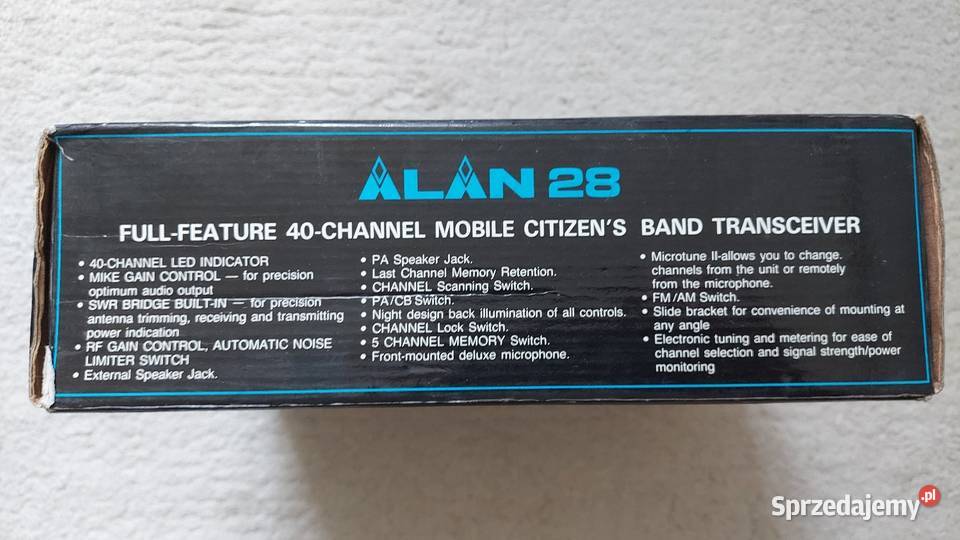 ALAN 28
FULL-FEATURE 40-CHANNEL MOBILE CITIZEN'S BAND TRANSCEIVER
• 40-CHANNEL LED INDICATOR
• MIKE GAIN CONTROL — for precision
optimum audio output
• SWR BRIDGE BUILT-IN — for precision
antenna trimming, receiving and transmitting
power indication
• RF GAIN CONTROL, AUTOMATIC NOISE
LIMITER SWITCH
• External Speaker Jack.
• PA Speaker Jack.
• Last Channel Memory Retention.
• CHANNEL Scanning Switch.
• PA/CB Switch.
• Night design back illumination of all controls.
• CHANNEL Lock Switch.
• 5 CHANNEL MEMORY Switch.
• Front-mounted deluxe microphone.
• Microtune II-allows you to change.
channels from the unit or remotely
from the microphone.
• FM/AM Switch.
• Slide bracket for convenience of mounting at
any angle
• Electronic tuning and metering for ease of
channel selection and signal strength/power
monitoring
Sprzedajemy.pl